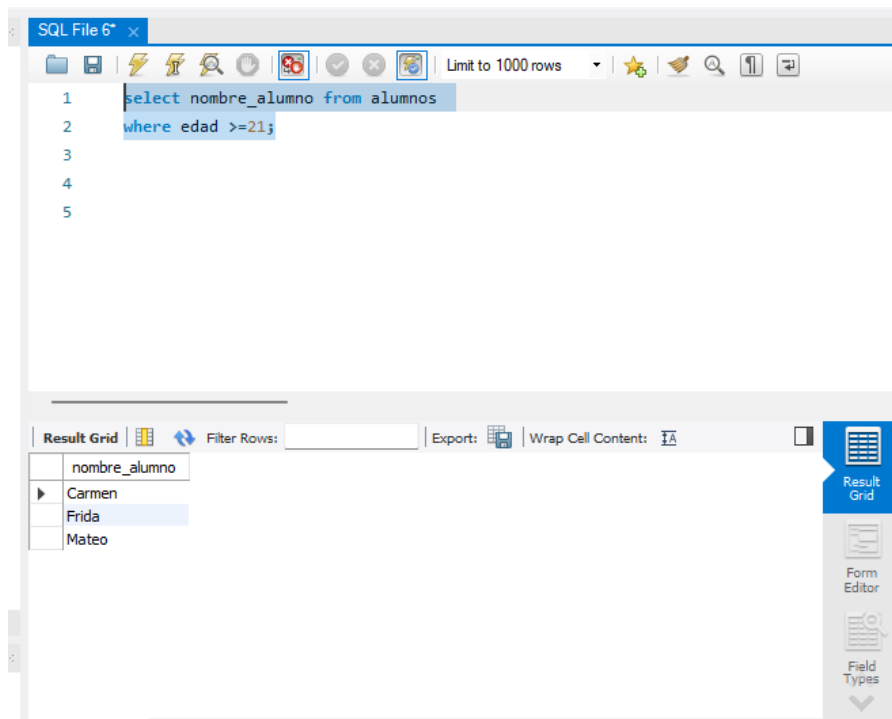 SQL File 6*
Limit to 1000 rows
1 select nombre_alumno from alumnos
2 where edad >=21;
3
4
5
Result Grid Filter Rows: Export: Wrap Cell Content:
nombre_alumno
Carmen
Frida
Mateo
Result
Grid
Form
Editor
Field
Types